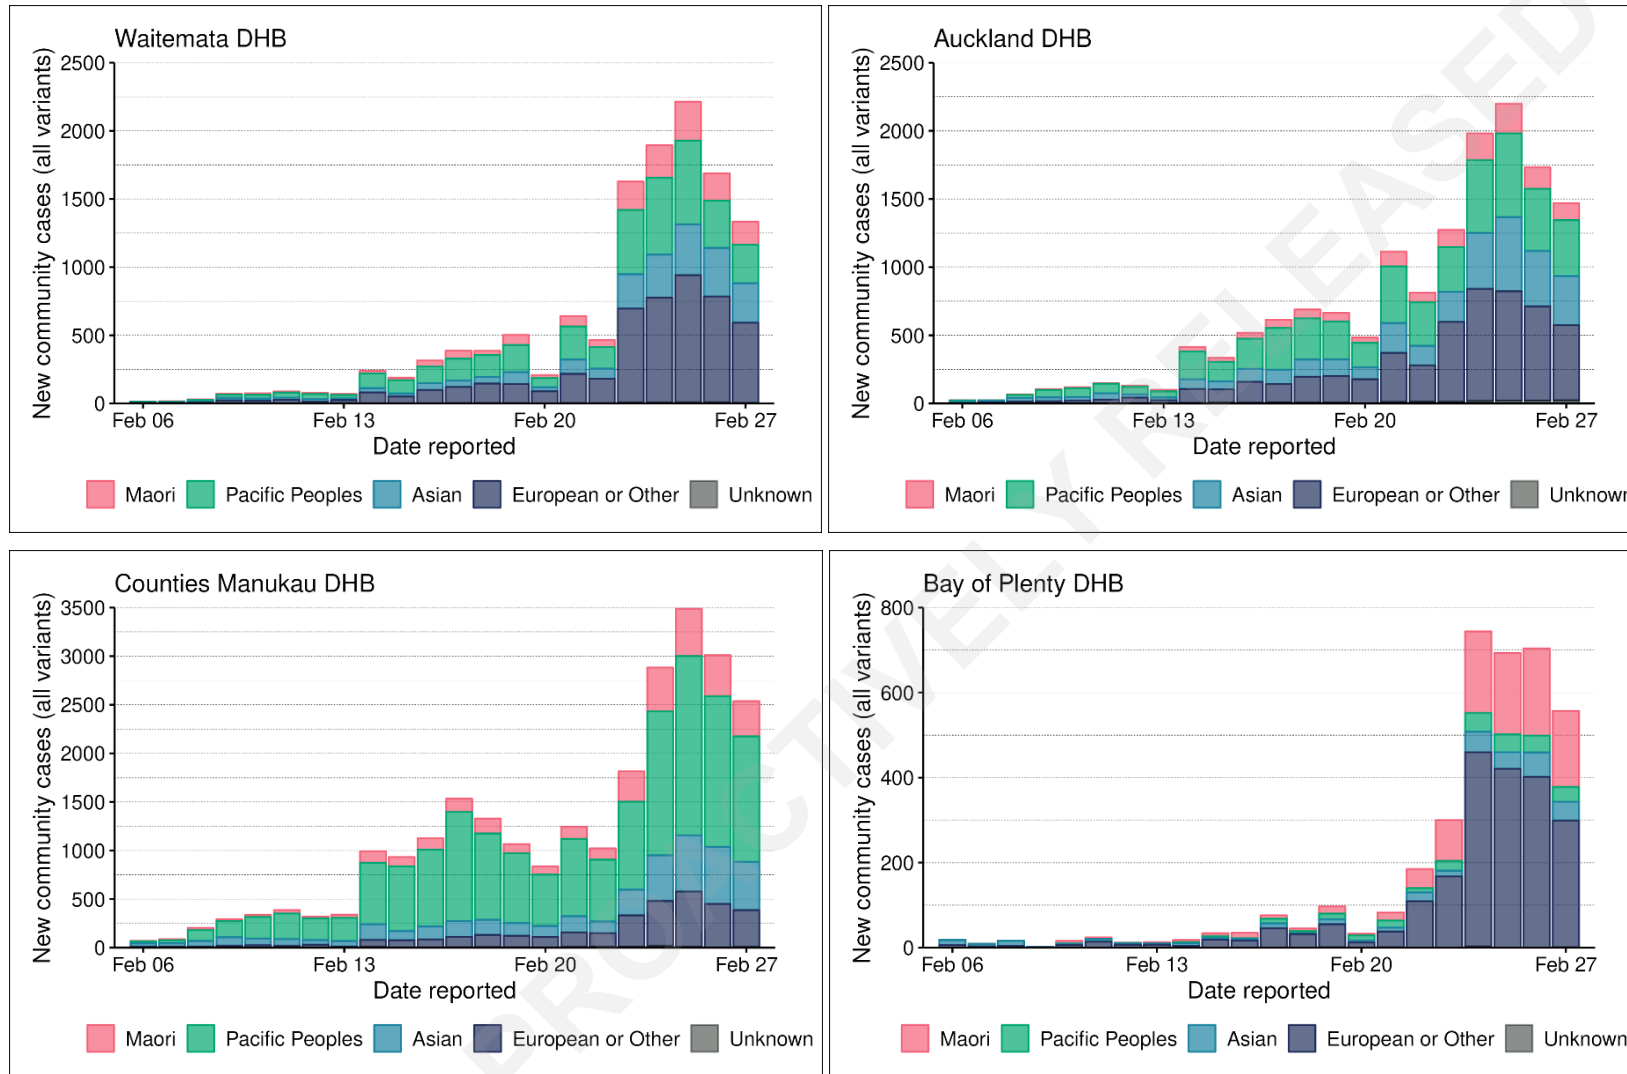 Waitemata DHB
New community cases (all variants)
2500
2000
1500
1000
500
0
Feb 06
Feb 13
Feb 20
Feb 27
Date reported
Maori
Pacific Peoples
Asian
European or Other
Unknown
Auckland DHB
New community cases (all variants)
2500
2000
1500
1000
500
0
Feb 06
Feb 13
Feb 20
Feb 27
Date reported
Maori
Pacific Peoples
Asian
European or Other
Unknown
Counties Manukau DHB
New community cases (all variants)
3500
3000
2500
2000
1500
1000
500
0
Feb 06
Feb 13
Feb 20
Feb 27
Date reported
Maori
Pacific Peoples
Asian
European or Other
Unknown
Bay of Plenty DHB
New community cases (all variants)
800
600
400
200
0
Feb 06
Feb 13
Feb 20
Feb 27
Date reported
Maori
Pacific Peoples
Asian
European or Other
Unknown
PROACTIVELY RELEASED